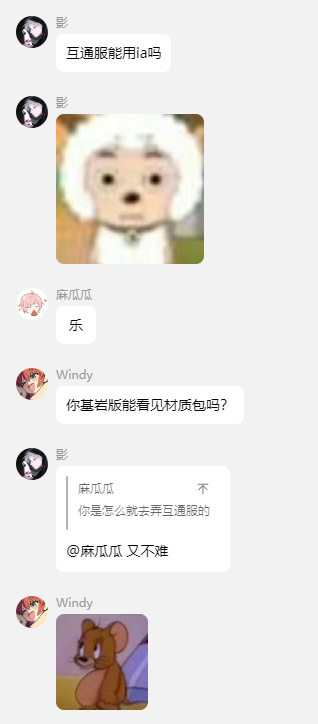 影
互通服能用ia吗
影
麻瓜瓜
乐
Windy
你基岩版能看见材质包吗？
影
麻瓜瓜 不
你是怎么就去弄互通服的
@麻瓜瓜 又不难
Windy